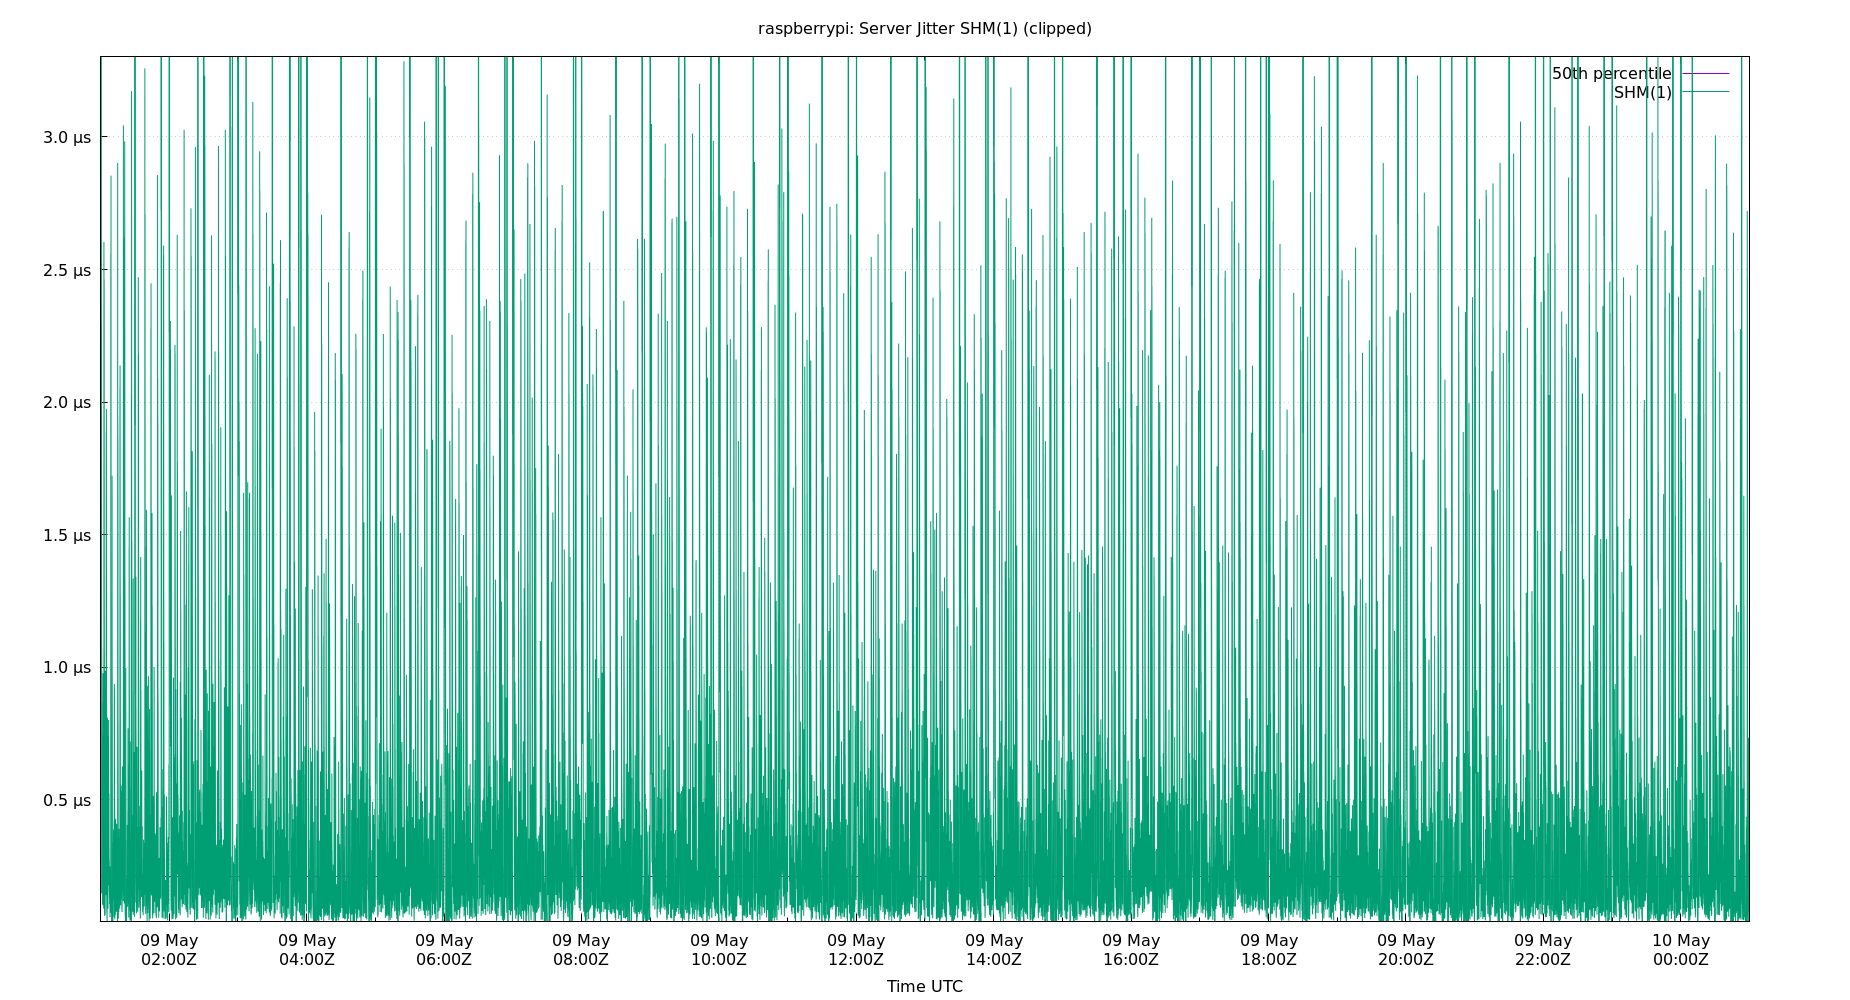 raspberrypi: Server Jitter SHM(1) (clipped)
50th percentile
SHM(1)
3.0 µs
2.5 µs
2.0 µs
1.5 µs
1.0 µs
0.5 µs
09 May 09 May 09 May 09 May 09 May 09 May 09 May 09 May 09 May 09 May 09 May 10 May
02:00Z 04:00Z 06:00Z 08:00Z 10:00Z 12:00Z 14:00Z 16:00Z 18:00Z 20:00Z 22:00Z 00:00Z
Time UTC